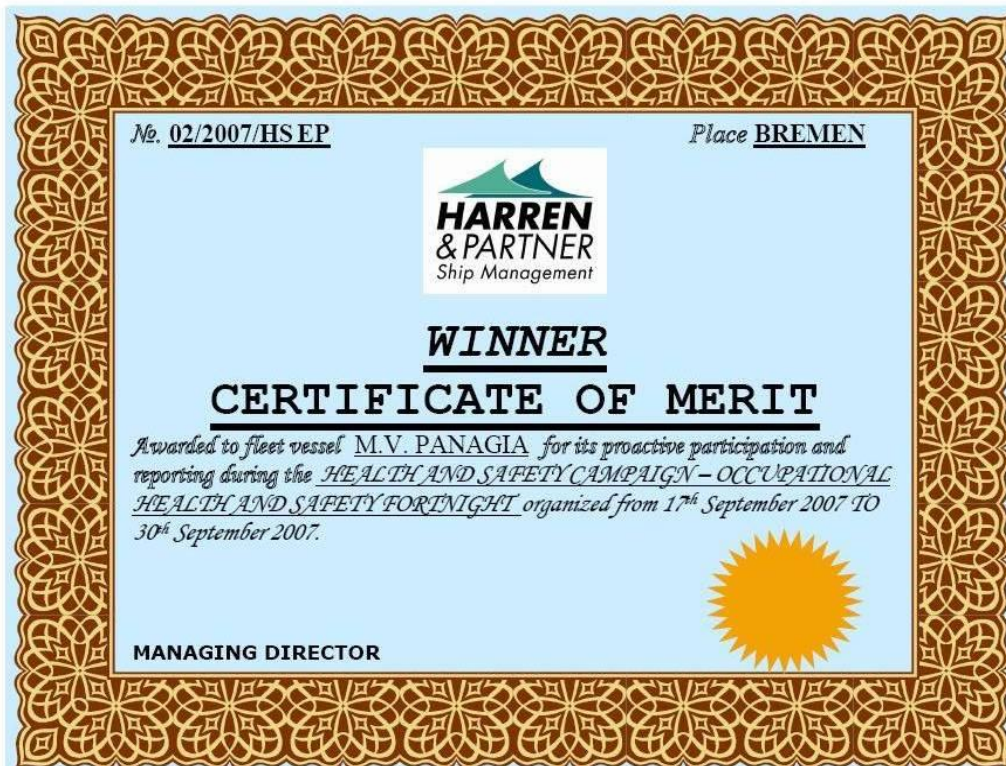 No. 02/2007/HSEP
Place BREMEN
HARREN
& PARTNER
Ship Management
WINNER
CERTIFICATE OF MERIT
Awarded to fleet vessel M.V. PANAGIA for its proactive participation and
reporting during the HEALTH AND SAFETY CAMPAIGN – OCCUPATIONAL
HEALTH AND SAFETY FORTNIGHT organized from 17th September 2007 TO
30th September 2007.
MANAGING DIRECTOR